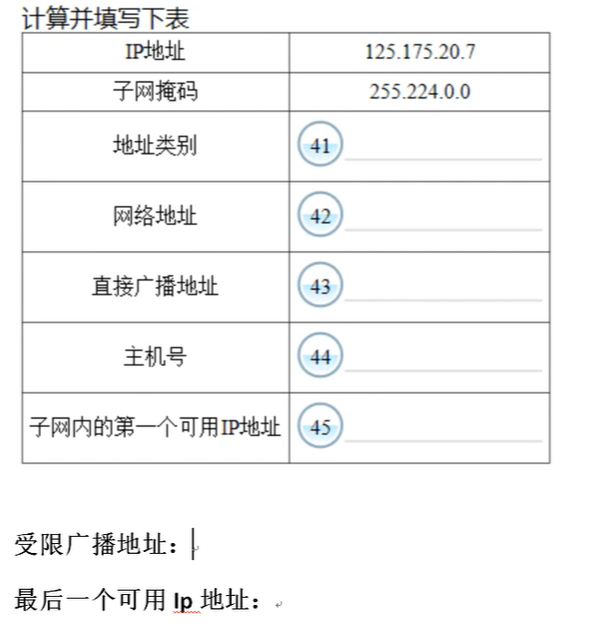 计算并填写下表
IP地址 125.175.20.7
子网掩码 255.224.0.0
地址类别 41
网络地址 42
直接广播地址 43
主机号 44
子网内的第一个可用IP地址 45
受限广播地址：
最后一个可用 Ip 地址：